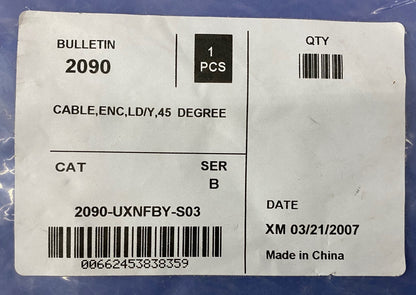 BULLETIN
2090
1
PCS
QTY
CABLE,ENC,LD/Y,45 DEGREE
CAT
SER
B
2090-UXNFBY-S03
00662453838359
DATE
XM 03/21/2007
Made in China